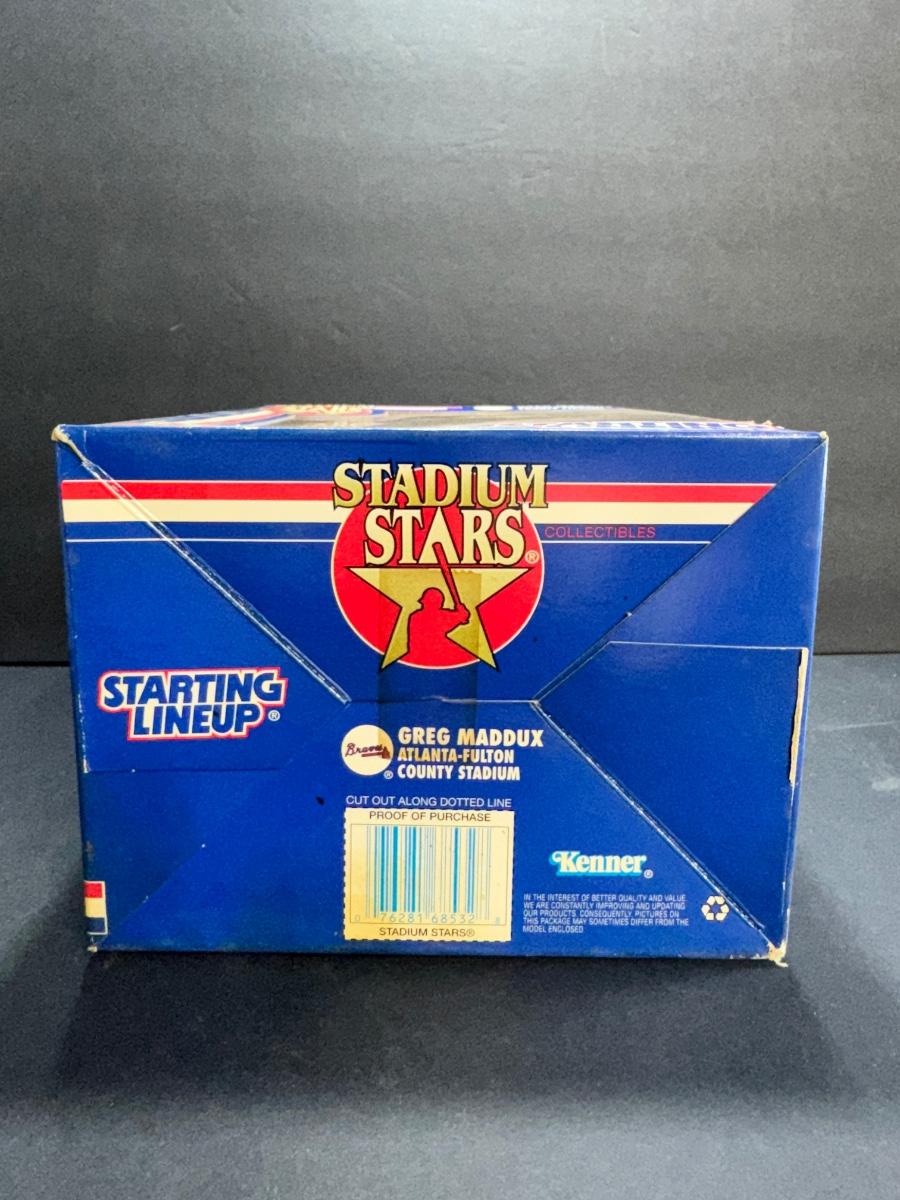 STADIUM
STARS®
COLLECTIBLES
STARTING
LINEUP®
Braves
®
GREG MADDUX
ATLANTA-FULTON
COUNTY STADIUM
CUT OUT ALONG DOTTED LINE
PROOF OF PURCHASE
0 76281 68532 8
STADIUM STARS®
Kenner®
IN THE INTEREST OF BETTER QUALITY AND VALUE,
WE ARE CONSTANTLY IMPROVING AND UPDATING
OUR PRODUCTS. CONSEQUENTLY, PICTURES ON
THIS PACKAGE MAY SOMETIMES DIFFER FROM THE
MODEL ENCLOSED